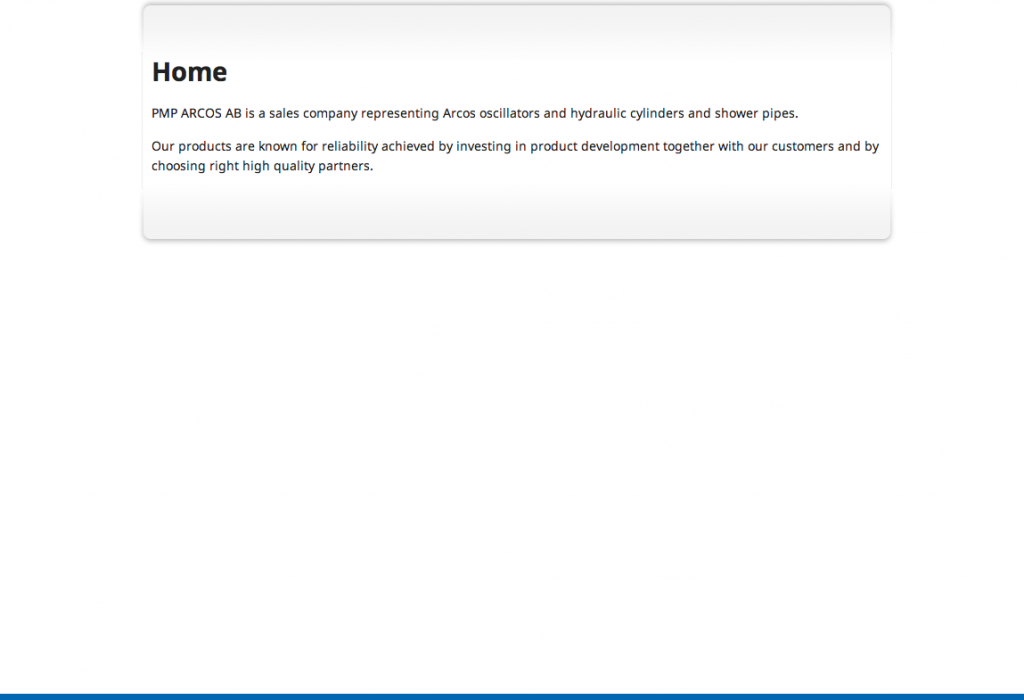 Home
PMP ARCOS AB is a sales company representing Arcos oscillators and hydraulic cylinders and shower pipes.
Our products are known for reliability achieved by investing in product development together with our customers and by
choosing right high quality partners.